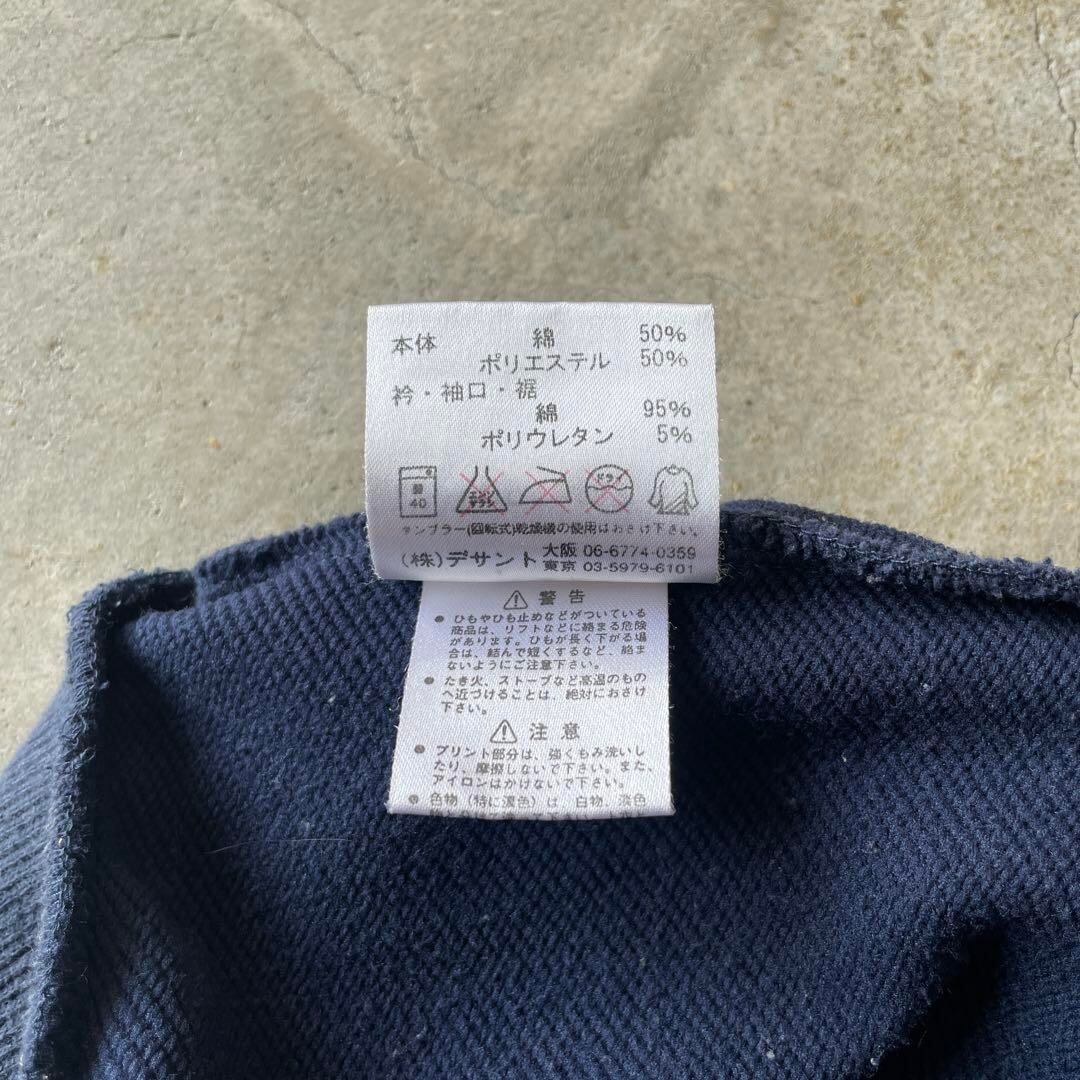 本体 綿 50%
ポリエステル 50%
衿・袖口・裾
綿 95%
ポリウレタン 5%
40 エンソサラシ ドライ
タンブラー(回転式)乾燥機の使用はおさけ下さい。
(株)デサント 大阪 06-6774-0359
東京 03-5979-6101
警告
● ひもやひも止めなどがついている
商品は、リフトなどに絡まる危険
があります。ひもが長く下がる場
合は、結んで短くするなど、絡ま
ないようにご注意下さい。
● たき火、ストーブなど高温のもの
へ近づけることは、絶対におさけ
下さい。
注意
● プリント部分は、強くもみ洗いし
たり、摩擦しないで下さい。また、
アイロンはかけないで下さい。
● 色物(特に濃色)は 白物、淡色